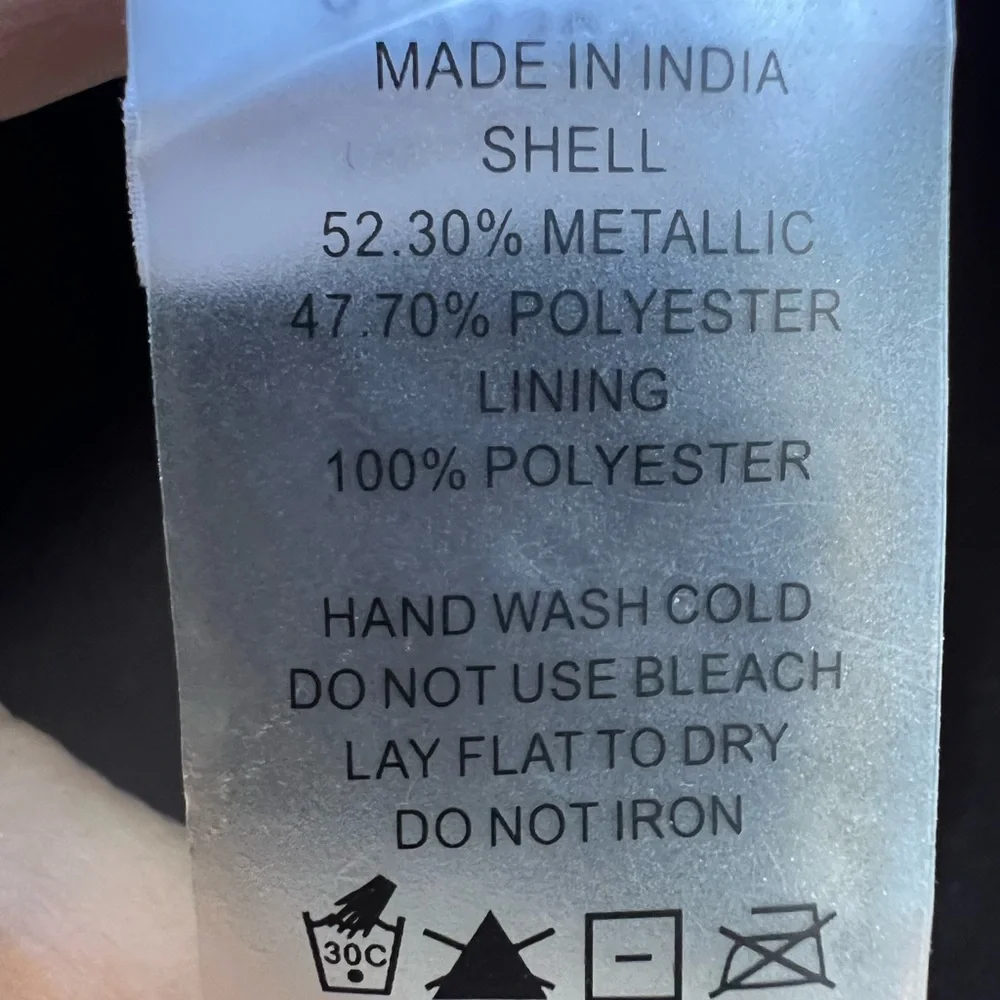 MADE IN INDIA
SHELL
52.30% METALLIC
47.70% POLYESTER
LINING
100% POLYESTER
HAND WASH COLD
DO NOT USE BLEACH
LAY FLAT TO DRY
DO NOT IRON
30C